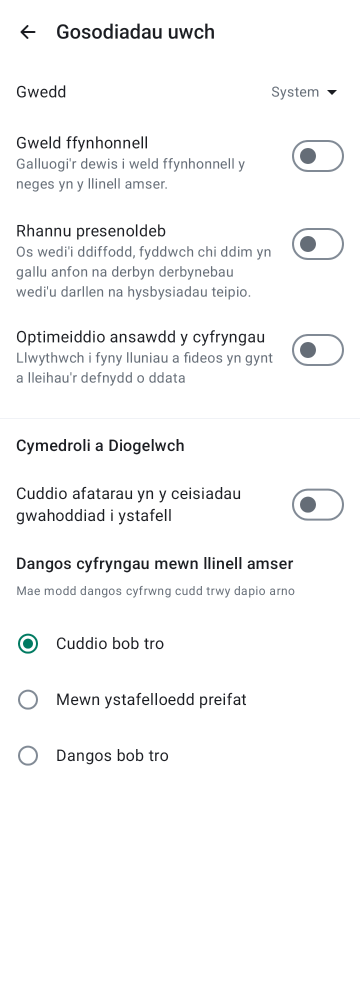 Gosodiadau uwch
Gwedd
System
Gweld ffynhonnell
Galluogi'r dewis i weld ffynhonnell y
neges yn y llinell amser.
Rhannu presenoldeb
Os wedi'i ddiffodd, fyddwch chi ddim yn
gallu anfon na derbyn derbynebau
wedi'u darllen na hysbysiadau teipio.
Optimeiddio ansawdd y cyfryngau
Llwythwch i fyny lluniau a fideos yn gynt
a lleihau'r defnydd o ddata
Cymedroli a Diogelwch
Cuddio afatarau yn y ceisiadau
gwahoddiad i ystafell
Dangos cyfryngau mewn llinell amser
Mae modd dangos cyfrwng cudd trwy dapio arno
Cuddio bob tro
Mewn ystafelloedd preifat
Dangos bob tro